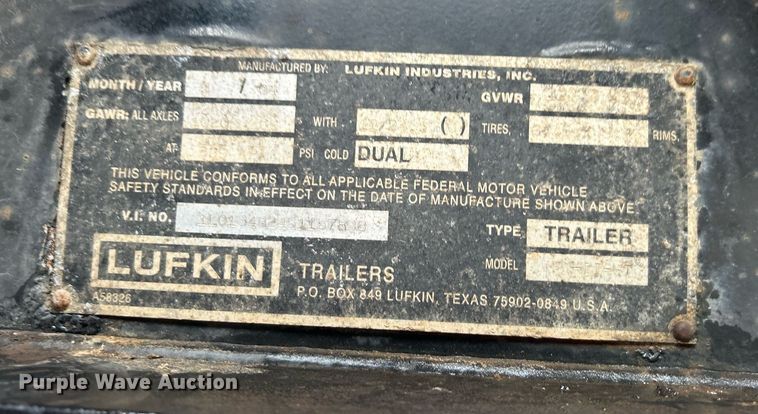 MANUFACTURED BY: LUFKIN INDUSTRIES, INC.
MONTH / YEAR / GVWR
GAWR: ALL AXLES WITH ( ) TIRES, RIMS,
AT PSI COLD DUAL
THIS VEHICLE CONFORMS TO ALL APPLICABLE FEDERAL MOTOR VEHICLE
SAFETY STANDARDS IN EFFECT ON THE DATE OF MANUFACTURE SHOWN ABOVE
V.I. NO. TYPE TRAILER
LUFKIN TRAILERS MODEL
P.O. BOX 849 LUFKIN, TEXAS 75902-0849 U.S.A.
A58326
Purple Wave Auction